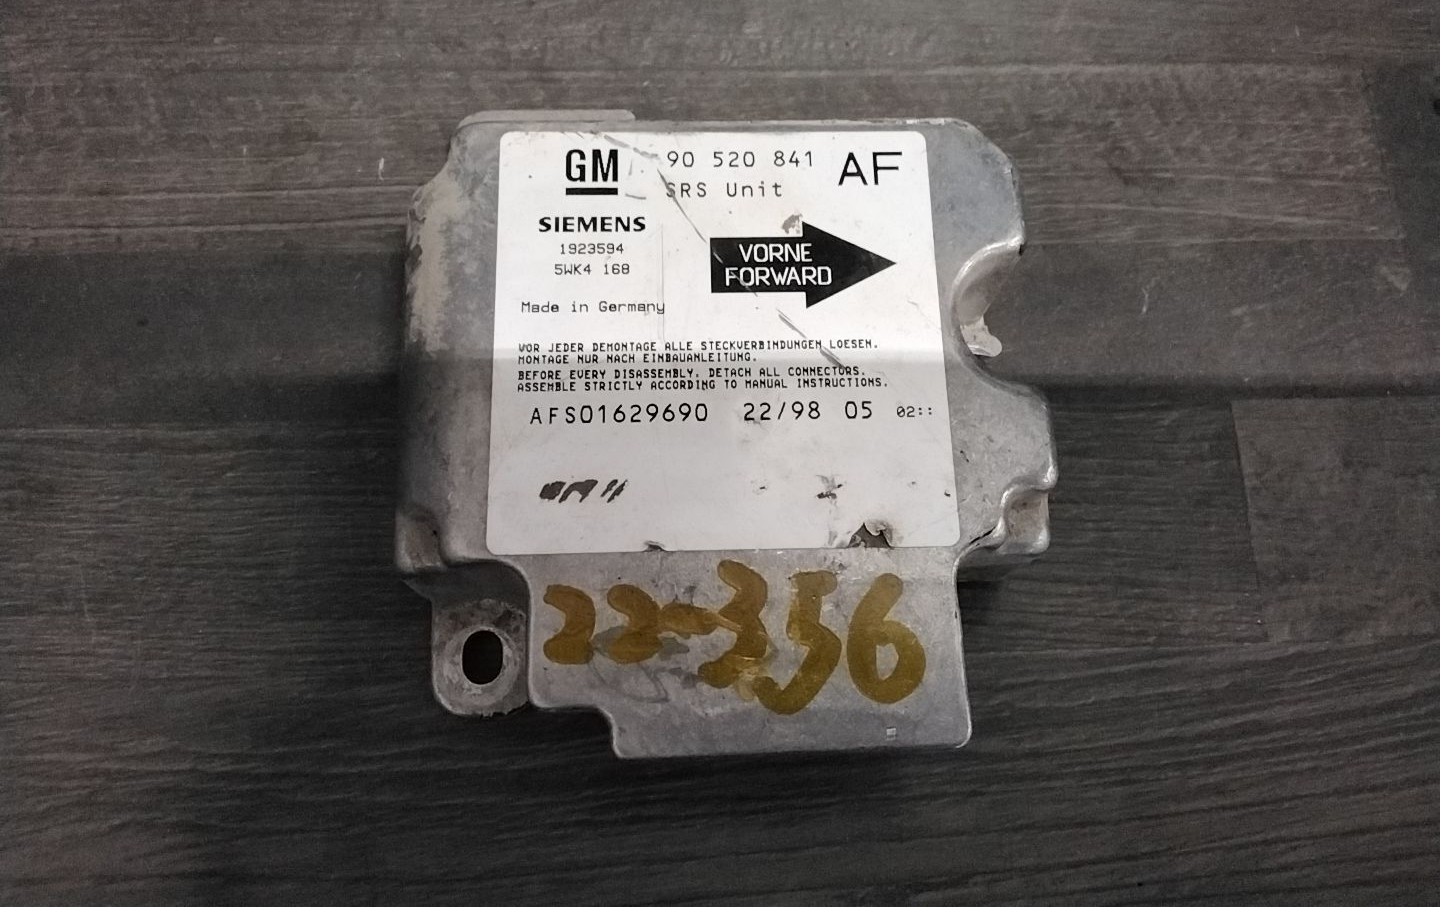 GM 90 520 841 AF
SRS Unit
SIEMENS
1923594
5WK4 168
VORNE
FORWARD
Made in Germany
VOR JEDER DEMONTAGE ALLE STECKVERBINDUNGEN LOESEN.
MONTAGE NUR NACH EINBAUANLEITUNG.
BEFORE EVERY DISASSEMBLY. DETACH ALL CONNECTORS.
ASSEMBLE STRICTLY ACCORDING TO MANUAL INSTRUCTIONS.
AFS01629690 22/98 05 02::
22-356